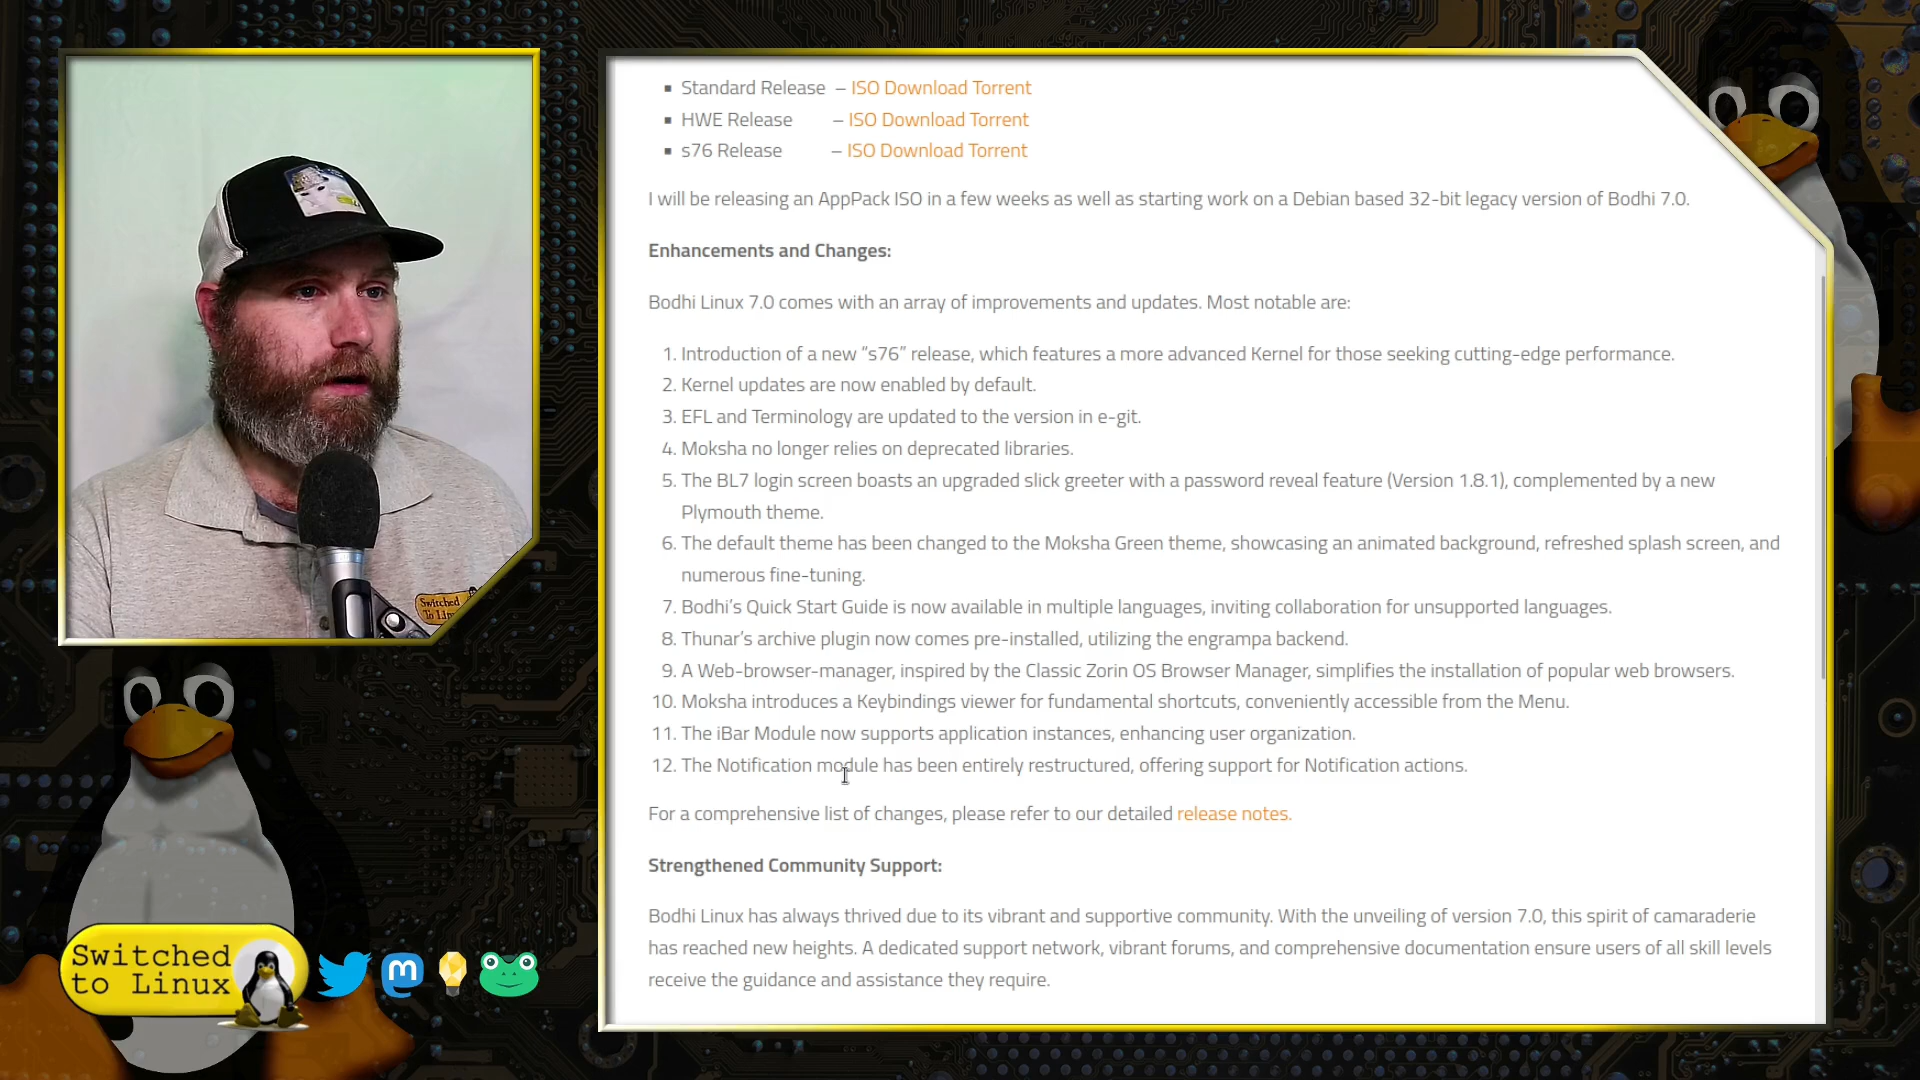 Standard Release – ISO Download Torrent
HWE Release – ISO Download Torrent
s76 Release – ISO Download Torrent
I will be releasing an AppPack ISO in a few weeks as well as starting work on a Debian based 32-bit legacy version of Bodhi 7.0.
Enhancements and Changes:
Bodhi Linux 7.0 comes with an array of improvements and updates. Most notable are:
1. Introduction of a new “s76” release, which features a more advanced Kernel for those seeking cutting-edge performance.
2. Kernel updates are now enabled by default.
3. EFL and Terminology are updated to the version in e-git.
4. Moksha no longer relies on deprecated libraries.
5. The BL7 login screen boasts an upgraded slick greeter with a password reveal feature (Version 1.8.1), complemented by a new
Plymouth theme.
6. The default theme has been changed to the Moksha Green theme, showcasing an animated background, refreshed splash screen, and
numerous fine-tuning.
7. Bodhi’s Quick Start Guide is now available in multiple languages, inviting collaboration for unsupported languages.
8. Thunar’s archive plugin now comes pre-installed, utilizing the engrampa backend.
9. A Web-browser-manager, inspired by the Classic Zorin OS Browser Manager, simplifies the installation of popular web browsers.
10. Moksha introduces a Keybindings viewer for fundamental shortcuts, conveniently accessible from the Menu.
11. The iBar Module now supports application instances, enhancing user organization.
12. The Notification module has been entirely restructured, offering support for Notification actions.
For a comprehensive list of changes, please refer to our detailed release notes.
Strengthened Community Support:
Bodhi Linux has always thrived due to its vibrant and supportive community. With the unveiling of version 7.0, this spirit of camaraderie
has reached new heights. A dedicated support network, vibrant forums, and comprehensive documentation ensure users of all skill levels
receive the guidance and assistance they require.
Switched
To
Switched
to Linux
m